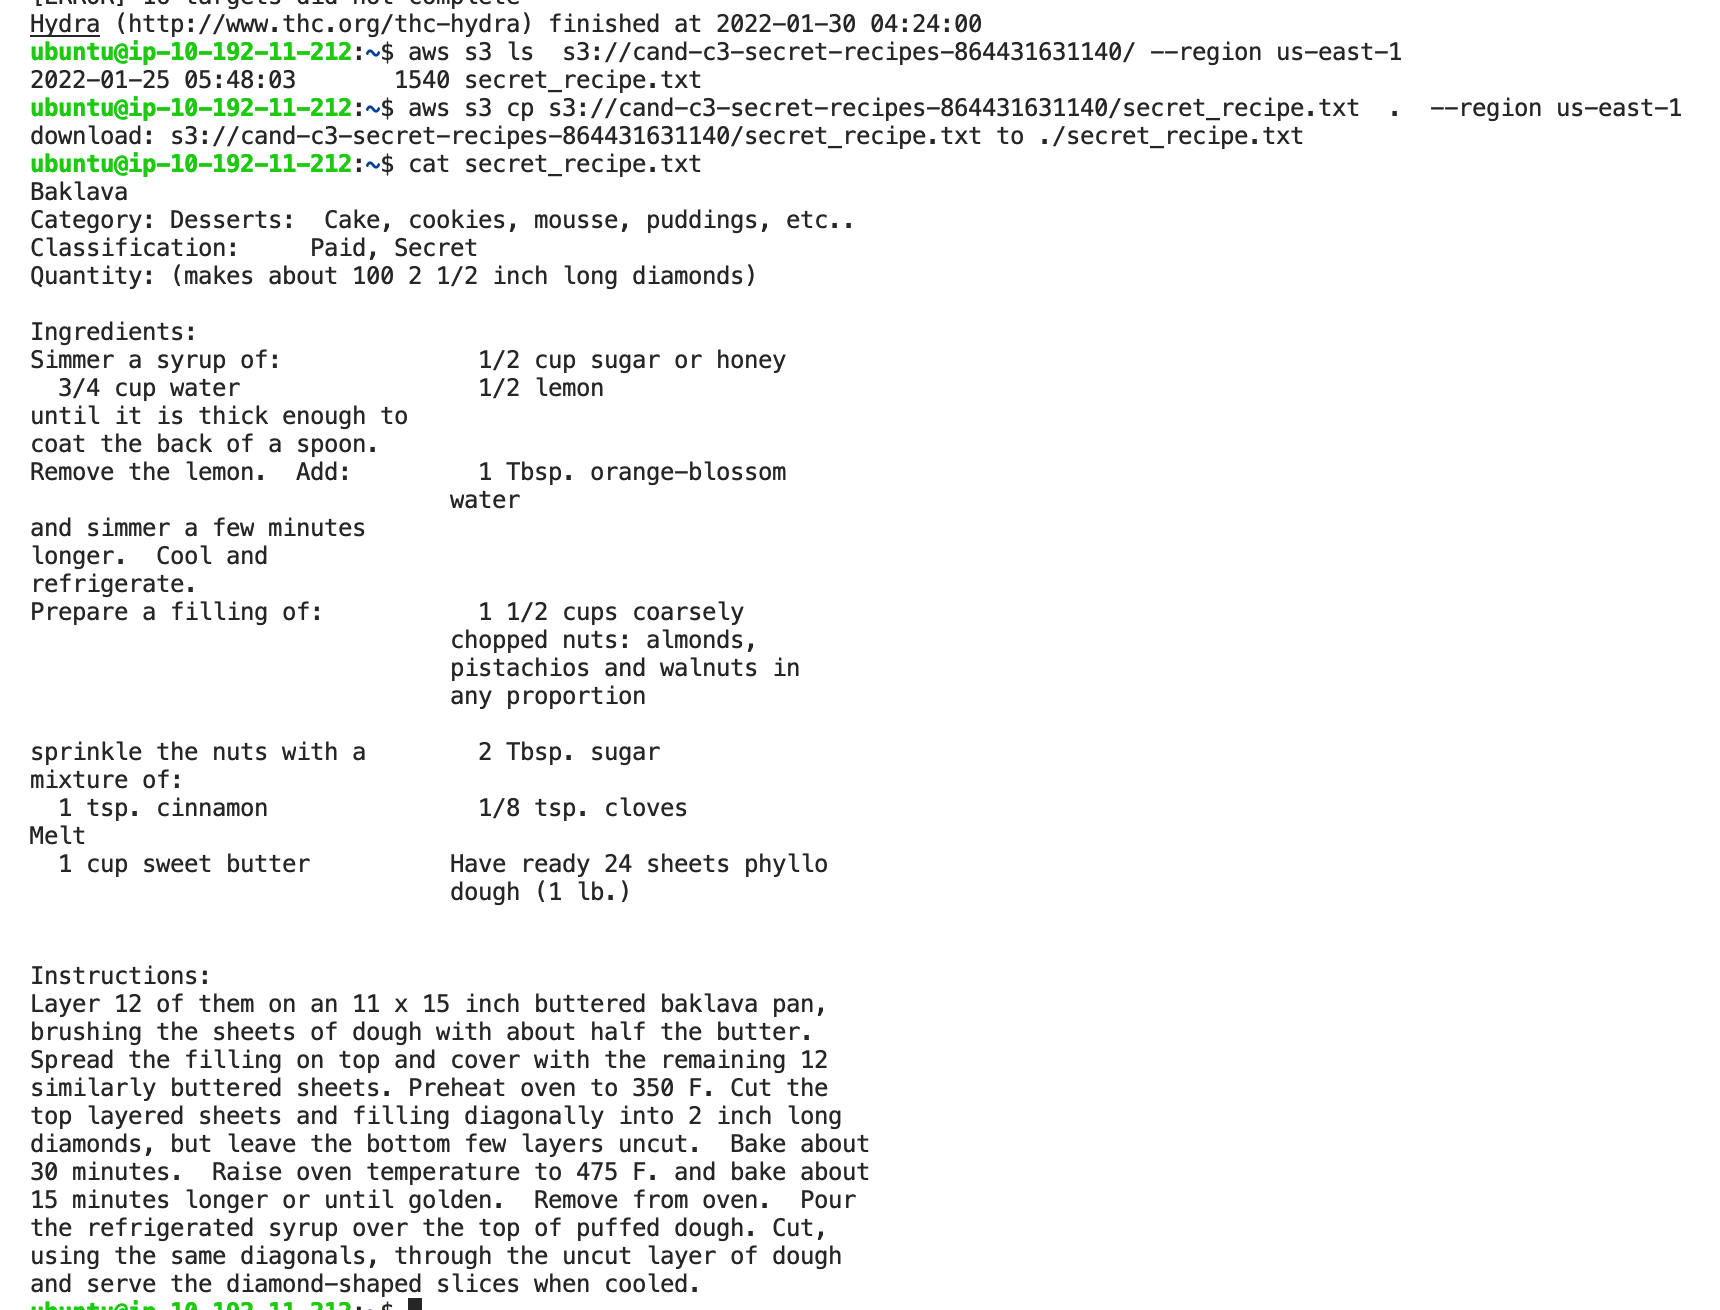 [ERROR] 16 targets did not complete
Hydra (http://www.thc.org/thc-hydra) finished at 2022-01-30 04:24:00
ubuntu@ip-10-192-11-212:~$ aws s3 ls  s3://cand-c3-secret-recipes-864431631140/ --region us-east-1
2022-01-25 05:48:03       1540 secret_recipe.txt
ubuntu@ip-10-192-11-212:~$ aws s3 cp s3://cand-c3-secret-recipes-864431631140/secret_recipe.txt  .  --region us-east-1
download: s3://cand-c3-secret-recipes-864431631140/secret_recipe.txt to ./secret_recipe.txt
ubuntu@ip-10-192-11-212:~$ cat secret_recipe.txt
Baklava
Category: Desserts:  Cake, cookies, mousse, puddings, etc..
Classification:     Paid, Secret
Quantity: (makes about 100 2 1/2 inch long diamonds)

Ingredients:
Simmer a syrup of:              1/2 cup sugar or honey
  3/4 cup water                 1/2 lemon
until it is thick enough to
coat the back of a spoon.
Remove the lemon.  Add:         1 Tbsp. orange-blossom
                              water
and simmer a few minutes
longer.  Cool and
refrigerate.
Prepare a filling of:           1 1/2 cups coarsely
                              chopped nuts: almonds,
                              pistachios and walnuts in
                              any proportion

sprinkle the nuts with a        2 Tbsp. sugar
mixture of:
  1 tsp. cinnamon               1/8 tsp. cloves
Melt
  1 cup sweet butter          Have ready 24 sheets phyllo
                              dough (1 lb.)

Instructions:
Layer 12 of them on an 11 x 15 inch buttered baklava pan,
brushing the sheets of dough with about half the butter.
Spread the filling on top and cover with the remaining 12
similarly buttered sheets. Preheat oven to 350 F. Cut the
top layered sheets and filling diagonally into 2 inch long
diamonds, but leave the bottom few layers uncut.  Bake about
30 minutes.  Raise oven temperature to 475 F. and bake about
15 minutes longer or until golden.  Remove from oven.  Pour
the refrigerated syrup over the top of puffed dough. Cut,
using the same diagonals, through the uncut layer of dough
and serve the diamond-shaped slices when cooled.
ubuntu@ip-10-192-11-212:~$